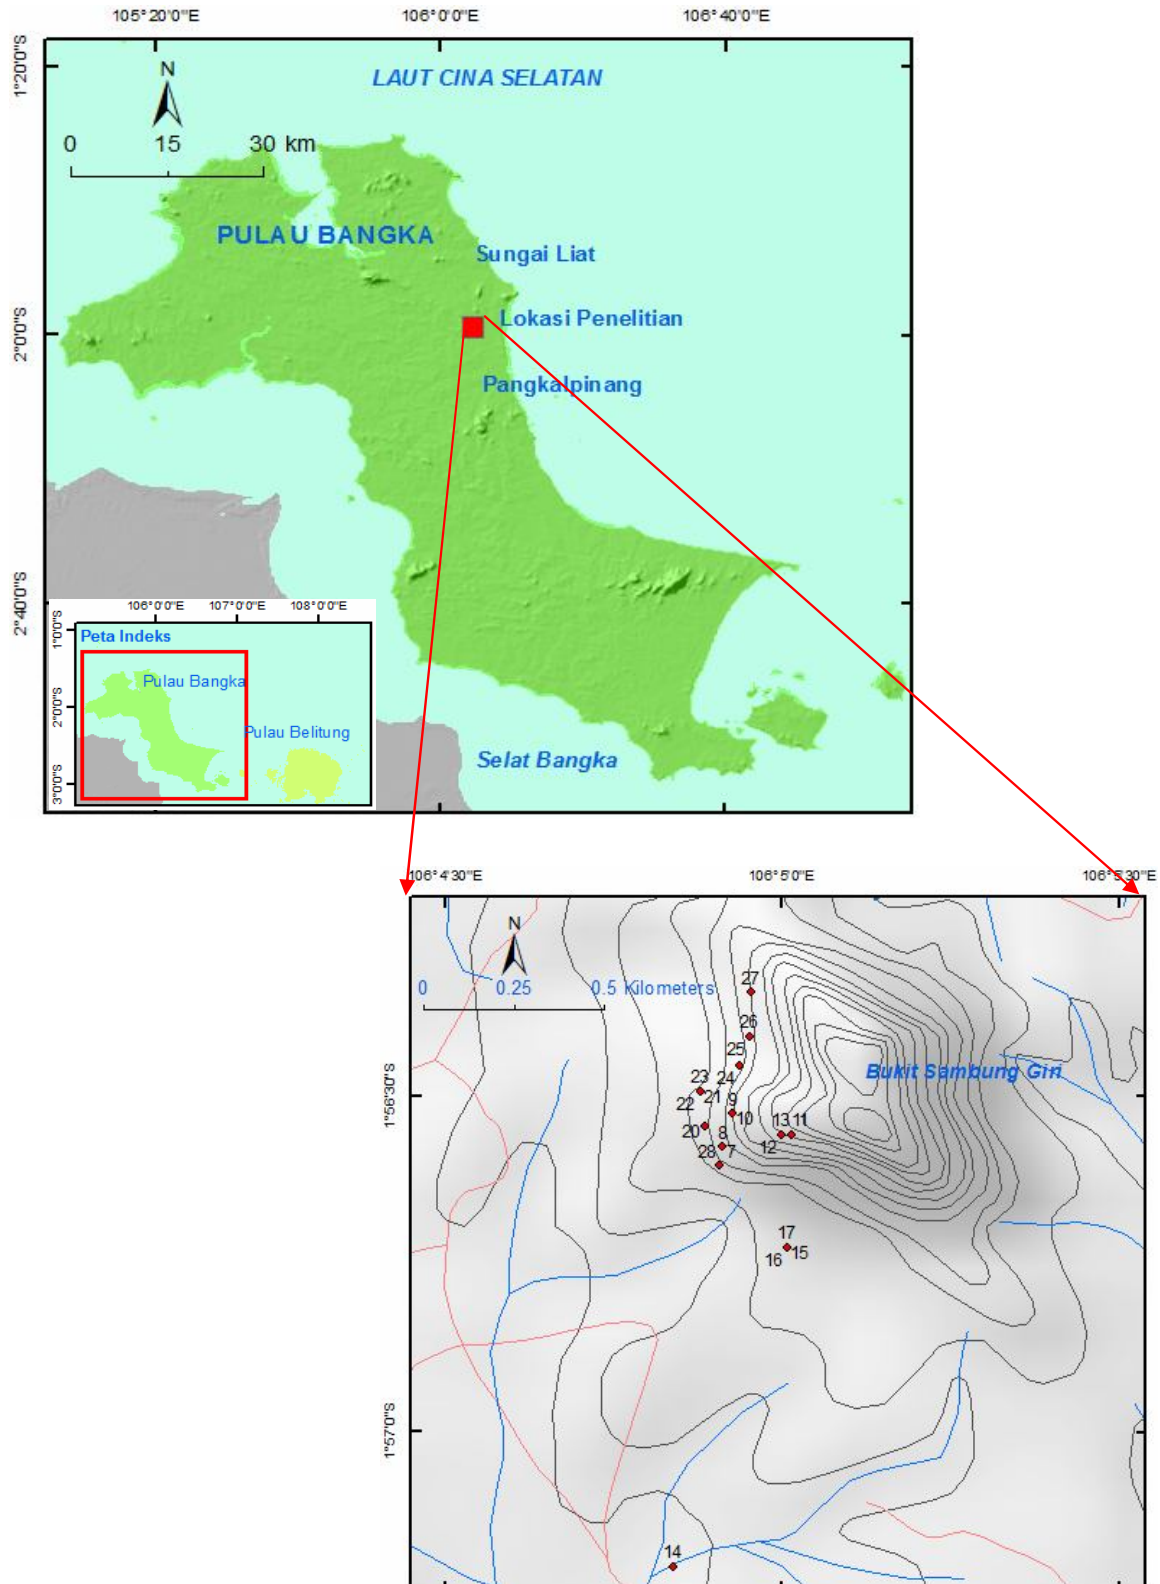 105°20'0"E 106°0'0"E 106°40'0"E
1°20'0"S
LAUT CINA SELATAN
N
0 15 30 km
PULAU BANGKA
Sungai Liat
Lokasi Penelitian
2°0'0"S
Pangkalpinang
2°40'0"S
106°0'0"E 107°0'0"E 108°0'0"E
1°0'0"S
Peta Indeks
Pulau Bangka
2°0'0"S
Pulau Belitung
3°0'0"S
Selat Bangka
106°4'30"E 106°5'0"E 106°5'30"E
N
0 0.25 0.5 Kilometers
27
26
25
Bukit Sambung Giri
23 24
1°56'30"S
22 21 9
10
20 8 13 11
28 7 12
17
16 15
1°57'0"S
14